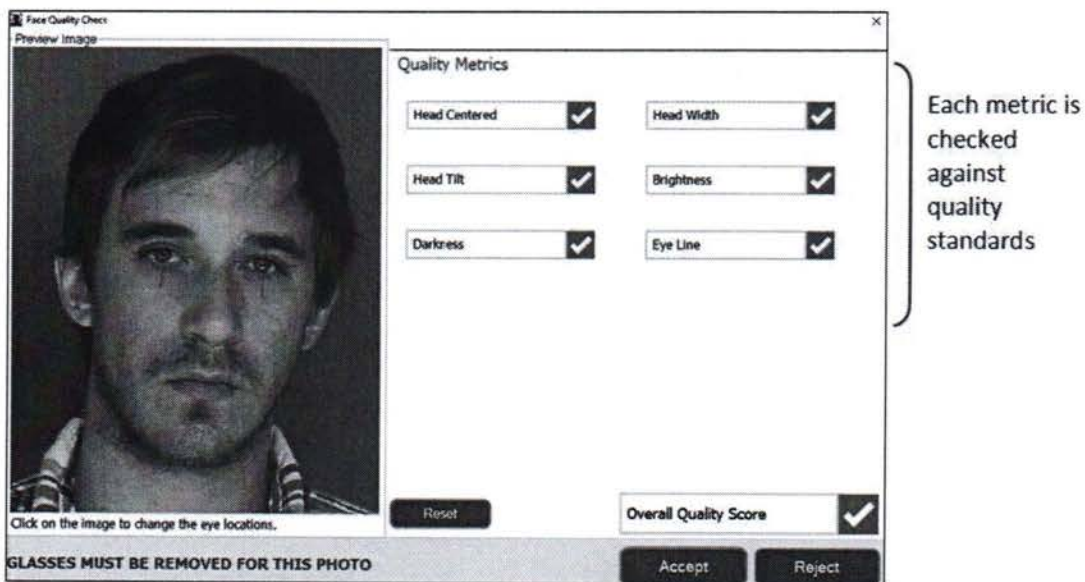 Face Quality Check
Preview Image
Quality Metrics
Head Centered
Head Width
Head Tilt
Brightness
Darkness
Eye Line
Each metric is
checked
against
quality
standards
Click on the image to change the eye locations.
Reset
Overall Quality Score
GLASSES MUST BE REMOVED FOR THIS PHOTO
Accept
Reject